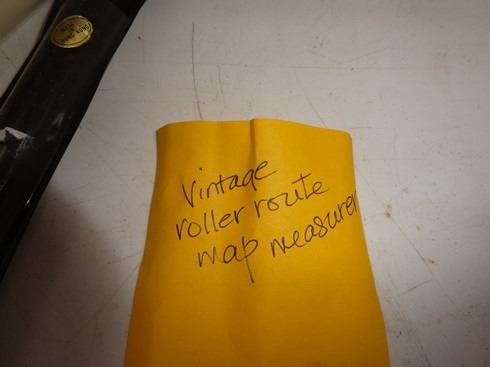 Vintage
roller route
map measurer